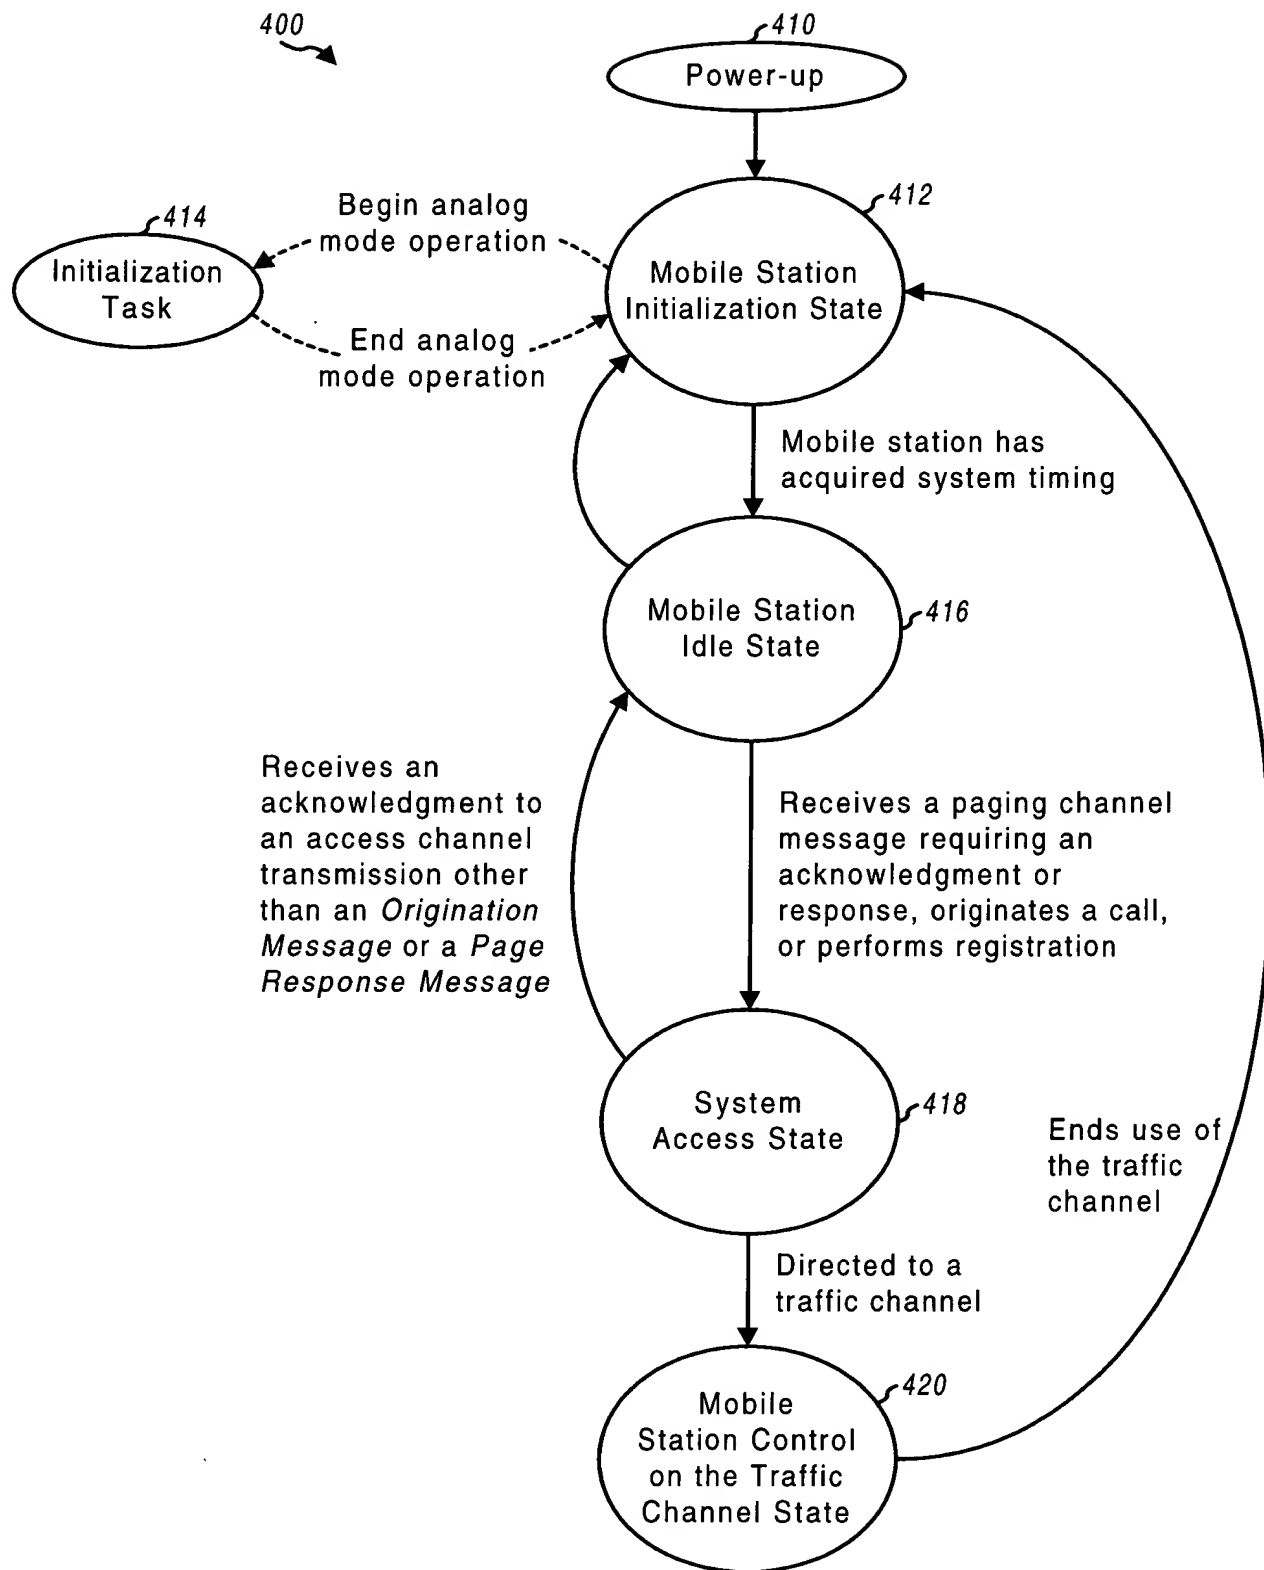 400
410
Power-up
412
414
Begin analog
mode operation
Initialization
Task
Mobile Station
Initialization State
End analog
mode operation
Mobile station has
acquired system timing
Mobile Station
Idle State
416
Receives an
acknowledgment to
an access channel
transmission other
than an Origination
Message or a Page
Response Message
Receives a paging channel
message requiring an
acknowledgment or
response, originates a call,
or performs registration
System
Access State
418
Ends use of
the traffic
channel
Directed to a
traffic channel
420
Mobile
Station Control
on the Traffic
Channel State